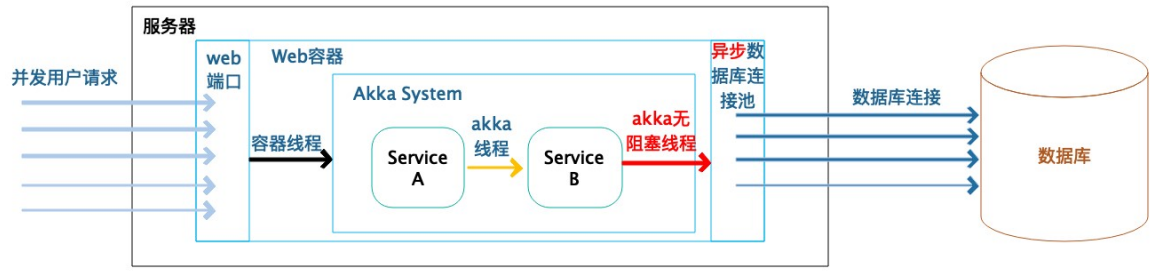 服务器
并发用户请求
web
端口
Web容器
容器线程
Akka System
Service
A
akka
线程
Service
B
akka无
阻塞线程
异步数
据库连
接池
数据库连接
数据库